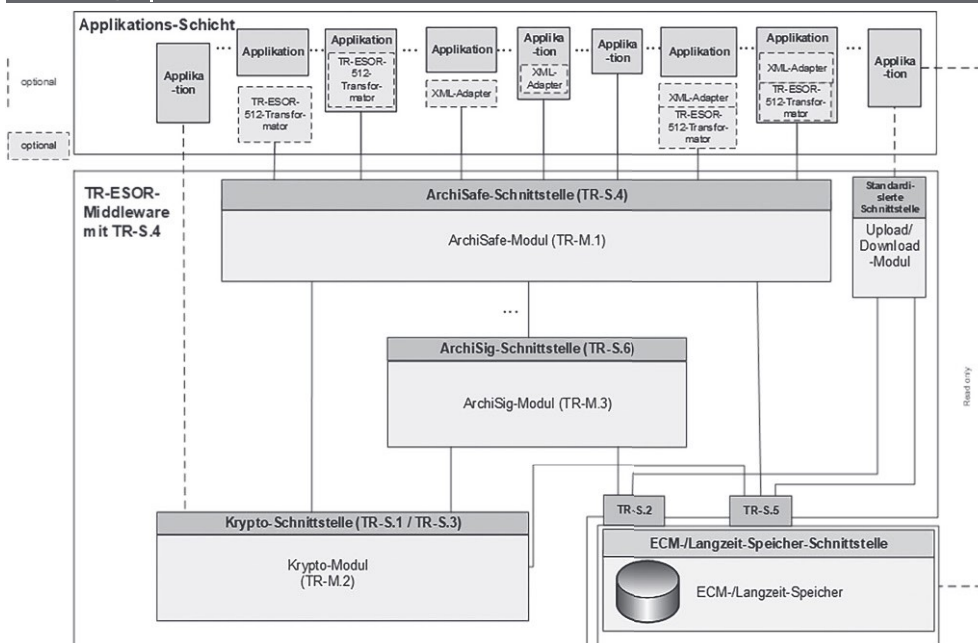 Applikations-Schicht
optional
optional
Applika
-tion
...
Applikation
TR-ESOR-
512-Transfor-
mator
...
Applikation
TR-ESOR-
512-
Transfor-
mator
...
Applikation
XML-Adapter
...
Applika
-tion
XML-
Adapter
...
Applika
-tion
...
Applikation
XML-Adapter
TR-ESOR-
512-Transfor-
mator
...
Applikation
XML-Adapter
TR-ESOR-
512-Transfor-
mator
...
Applika
-tion
TR-ESOR-
Middleware
mit TR-S.4
ArchiSafe-Schnittstelle (TR-S.4)
ArchiSafe-Modul (TR-M.1)
Standardi-
sierte
Schnittstelle
Upload/
Download
-Modul
...
ArchiSig-Schnittstelle (TR-S.6)
ArchiSig-Modul (TR-M.3)
Read only
Krypto-Schnittstelle (TR-S.1 / TR-S.3)
Krypto-Modul
(TR-M.2)
TR-S.2
TR-S.5
ECM-/Langzeit-Speicher-Schnittstelle
ECM-/Langzeit-Speicher